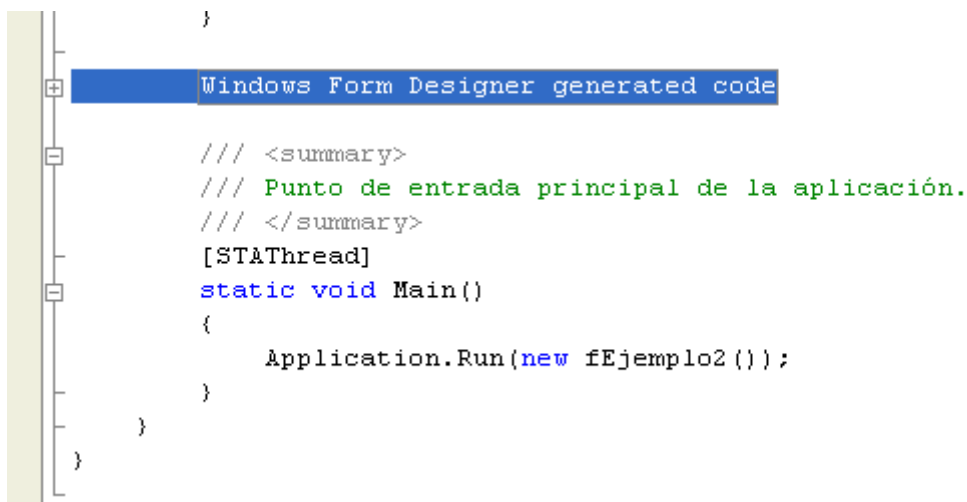 }
Windows Form Designer generated code
/// <summary>
/// Punto de entrada principal de la aplicación.
/// </summary>
[STAThread]
static void Main()
{
Application.Run(new fEjemplo2());
}
}
}